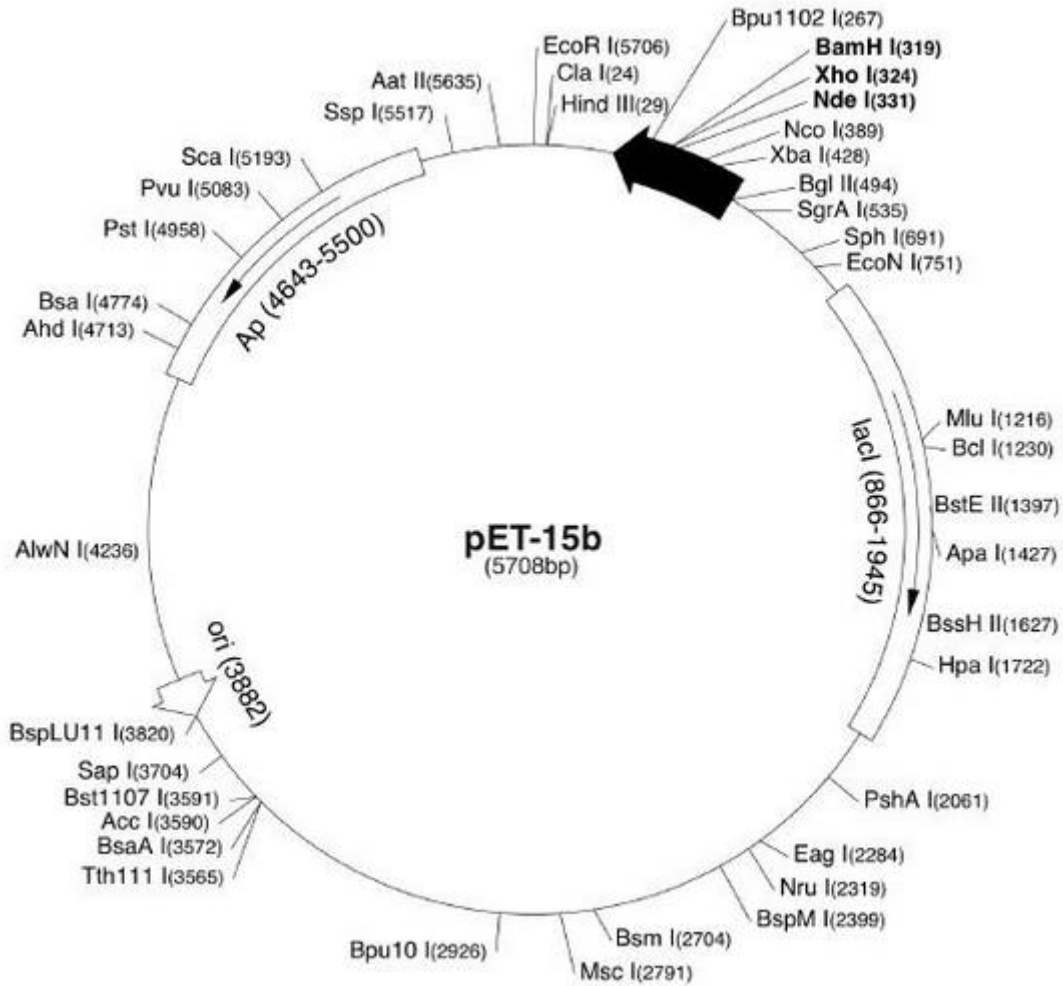 Bpu1102 I(267)
BamH I(319)
Xho I(324)
Nde I(331)
Nco I(389)
Xba I(428)
Bgl II(494)
SgrA I(535)
Sph I(691)
EcoN I(751)
EcoR I(5706)
Cla I(24)
Hind III(29)
Aat II(5635)
Ssp I(5517)
Sca I(5193)
Pvu I(5083)
Pst I(4958)
Bsa I(4774)
Ahd I(4713)
Ap (4643-5500)
lacI (866-1945)
Mlu I(1216)
Bcl I(1230)
BstE II(1397)
Apa I(1427)
BssH II(1627)
Hpa I(1722)
pET-15b
(5708bp)
AlwN I(4236)
ori (3882)
BspLU11 I(3820)
Sap I(3704)
Bst1107 I(3591)
Acc I(3590)
BsaA I(3572)
Tth111 I(3565)
PshA I(2061)
Eag I(2284)
Nru I(2319)
BspM I(2399)
Bsm I(2704)
Msc I(2791)
Bpu10 I(2926)